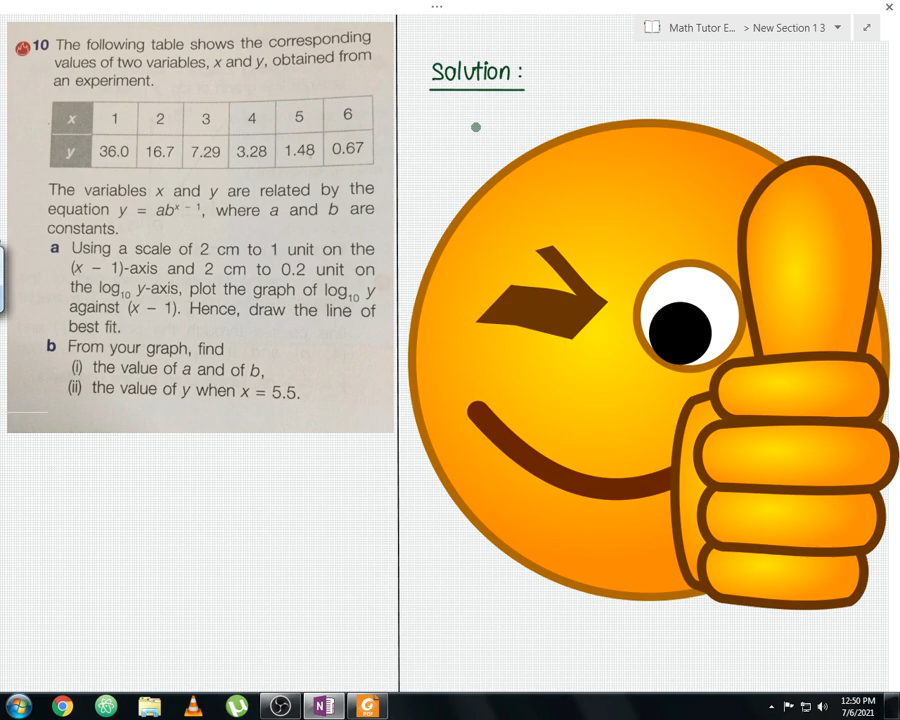 ...
Math Tutor E... > New Section 1 3
10 The following table shows the corresponding
values of two variables, x and y, obtained from
an experiment.
x 1 2 3 4 5 6
y 36.0 16.7 7.29 3.28 1.48 0.67
The variables x and y are related by the
equation y = abˣ ⁻ ¹, where a and b are
constants.
a Using a scale of 2 cm to 1 unit on the
(x − 1)-axis and 2 cm to 0.2 unit on
the log₁₀ y-axis, plot the graph of log₁₀ y
against (x − 1). Hence, draw the line of
best fit.
b From your graph, find
(i) the value of a and of b,
(ii) the value of y when x = 5.5.
Solution :
PDF
12:50 PM
7/6/2021